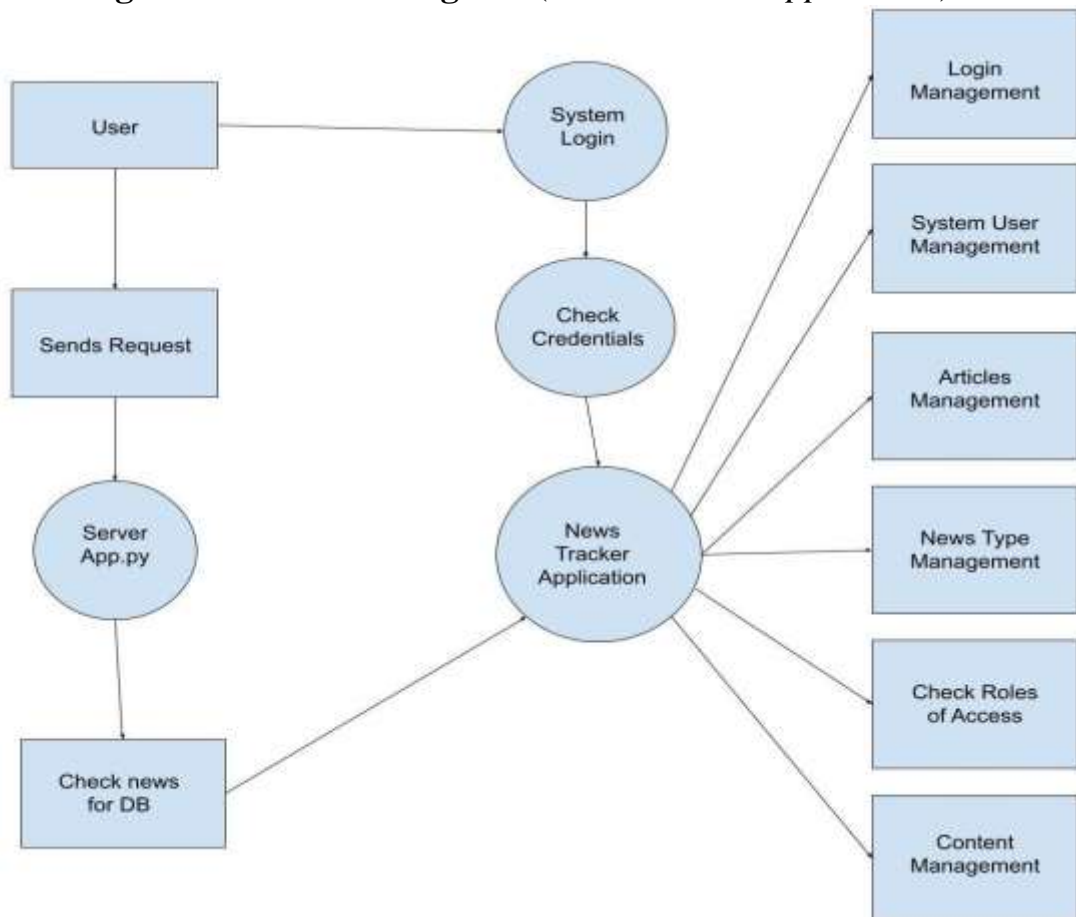 User
System
Login
Login
Management
System User
Management
Sends Request
Check
Credentials
Articles
Management
Server
App.py
News
Tracker
Application
News Type
Management
Check Roles
of Access
Check news
for DB
Content
Management